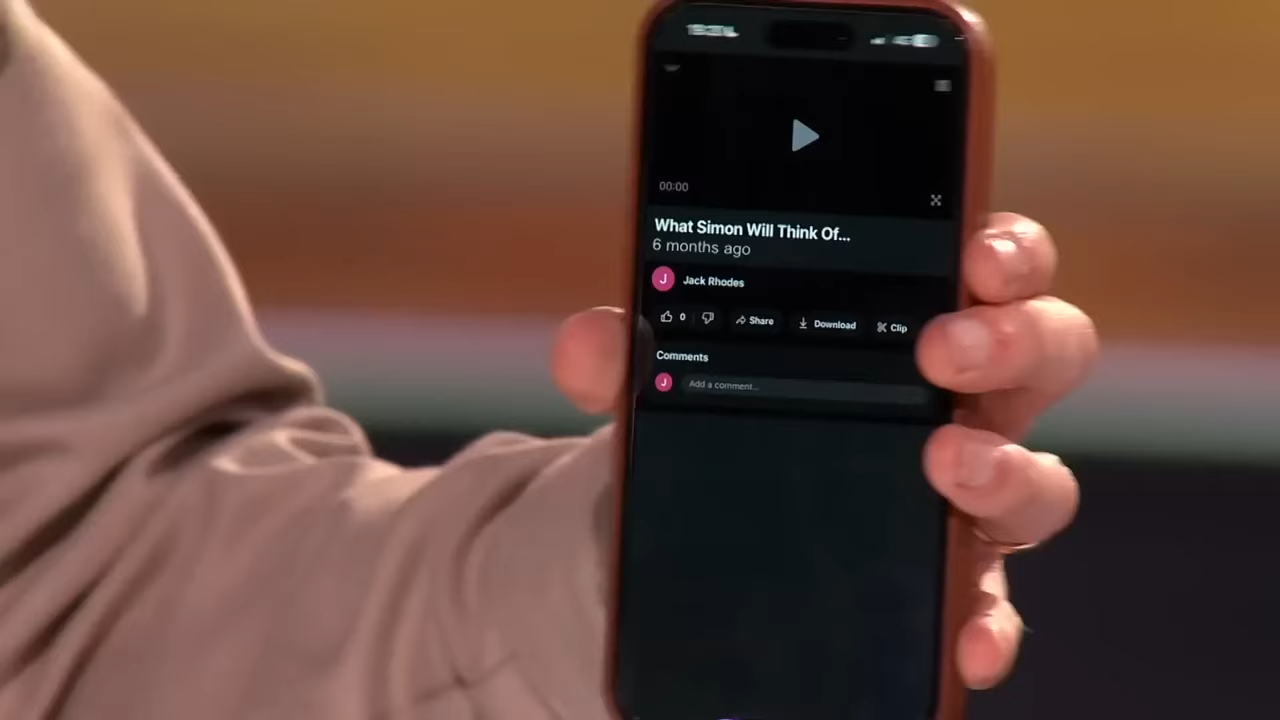 00:00
What Simon Will Think Of...
6 months ago
J Jack Rhodes
0 Share Download Clip
Comments
J Add a comment...